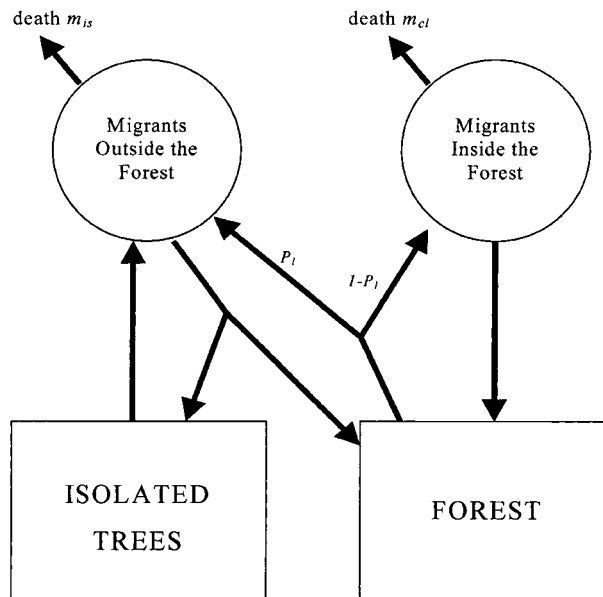 death m_is
death m_cl
Migrants
Outside the
Forest
Migrants
Inside the
Forest
P_l
1-P_l
ISOLATED
TREES
FOREST